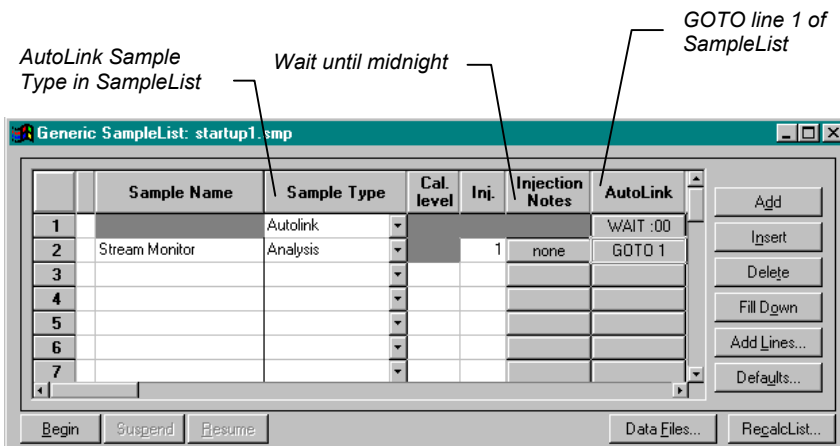 GOTO line 1 of
SampleList
AutoLink Sample
Type in SampleList
Wait until midnight
Generic SampleList: startup1.smp
Sample Name Sample Type Cal. level Inj. Injection Notes AutoLink
1 Autolink WAIT :00
2 Stream Monitor Analysis 1 none GOTO 1
3
4
5
6
7
Add
Insert
Delete
Fill Down
Add Lines...
Defaults...
Begin Suspend Resume Data Files... RecalcList...